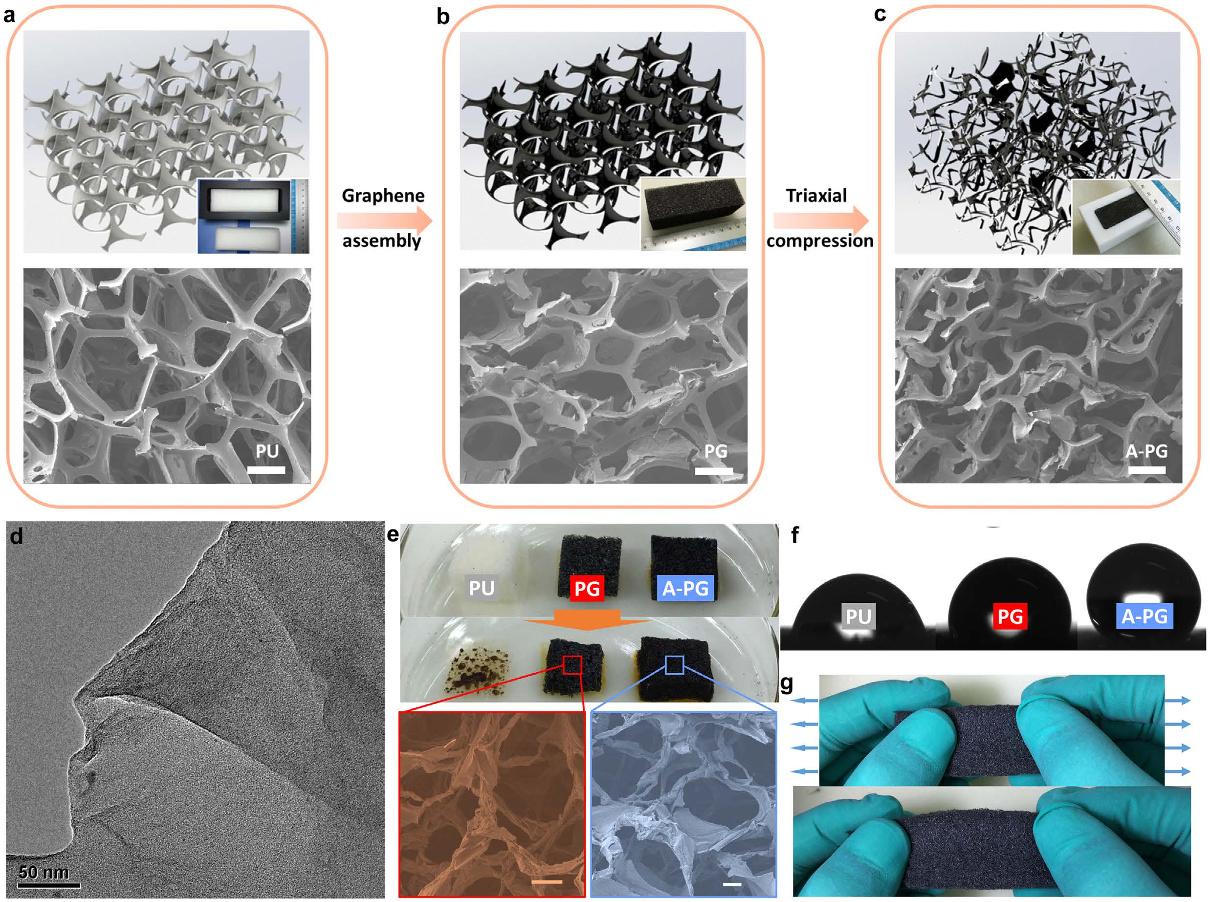 a
b
c
Graphene
assembly
Triaxial
compression
PU
PG
A-PG
d
50 nm
e
PU
PG
A-PG
f
PU
PG
A-PG
g